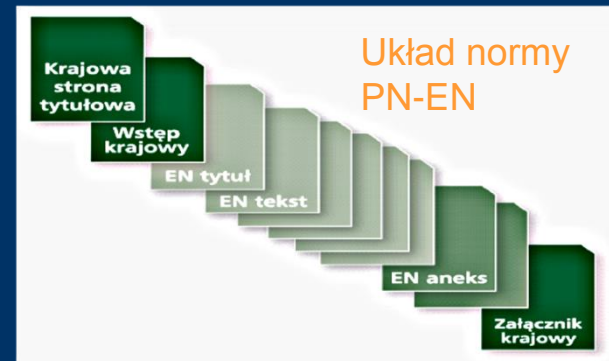 Układ normy
PN-EN
Krajowa
strona
tytułowa
Wstęp
krajowy
EN tytuł
EN tekst
EN aneks
Załącznik
krajowy